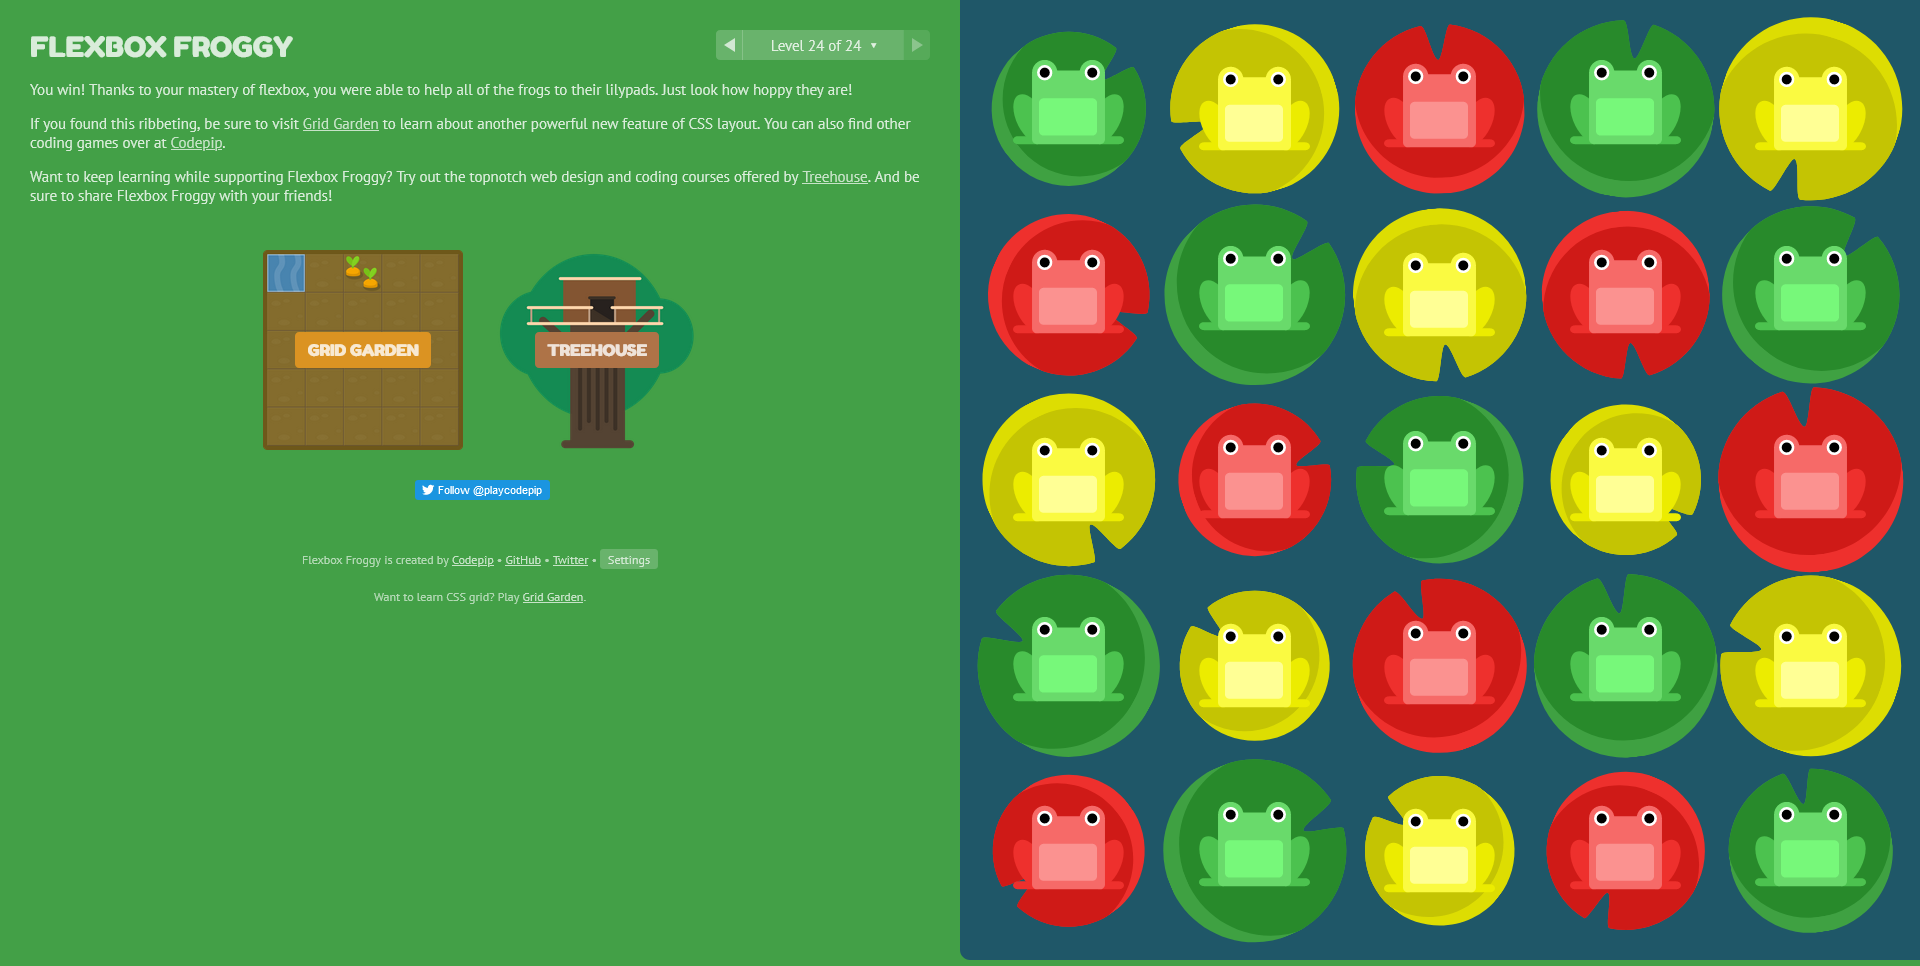 FLEXBOX FROGGY
Level 24 of 24 ▾
You win! Thanks to your mastery of flexbox, you were able to help all of the frogs to their lilypads. Just look how hoppy they are!
If you found this ribbeting, be sure to visit Grid Garden to learn about another powerful new feature of CSS layout. You can also find other
coding games over at Codepip.
Want to keep learning while supporting Flexbox Froggy? Try out the topnotch web design and coding courses offered by Treehouse. And be
sure to share Flexbox Froggy with your friends!
GRID GARDEN
TREEHOUSE
Follow @playcodepip
Flexbox Froggy is created by Codepip • GitHub • Twitter • Settings
Want to learn CSS grid? Play Grid Garden.